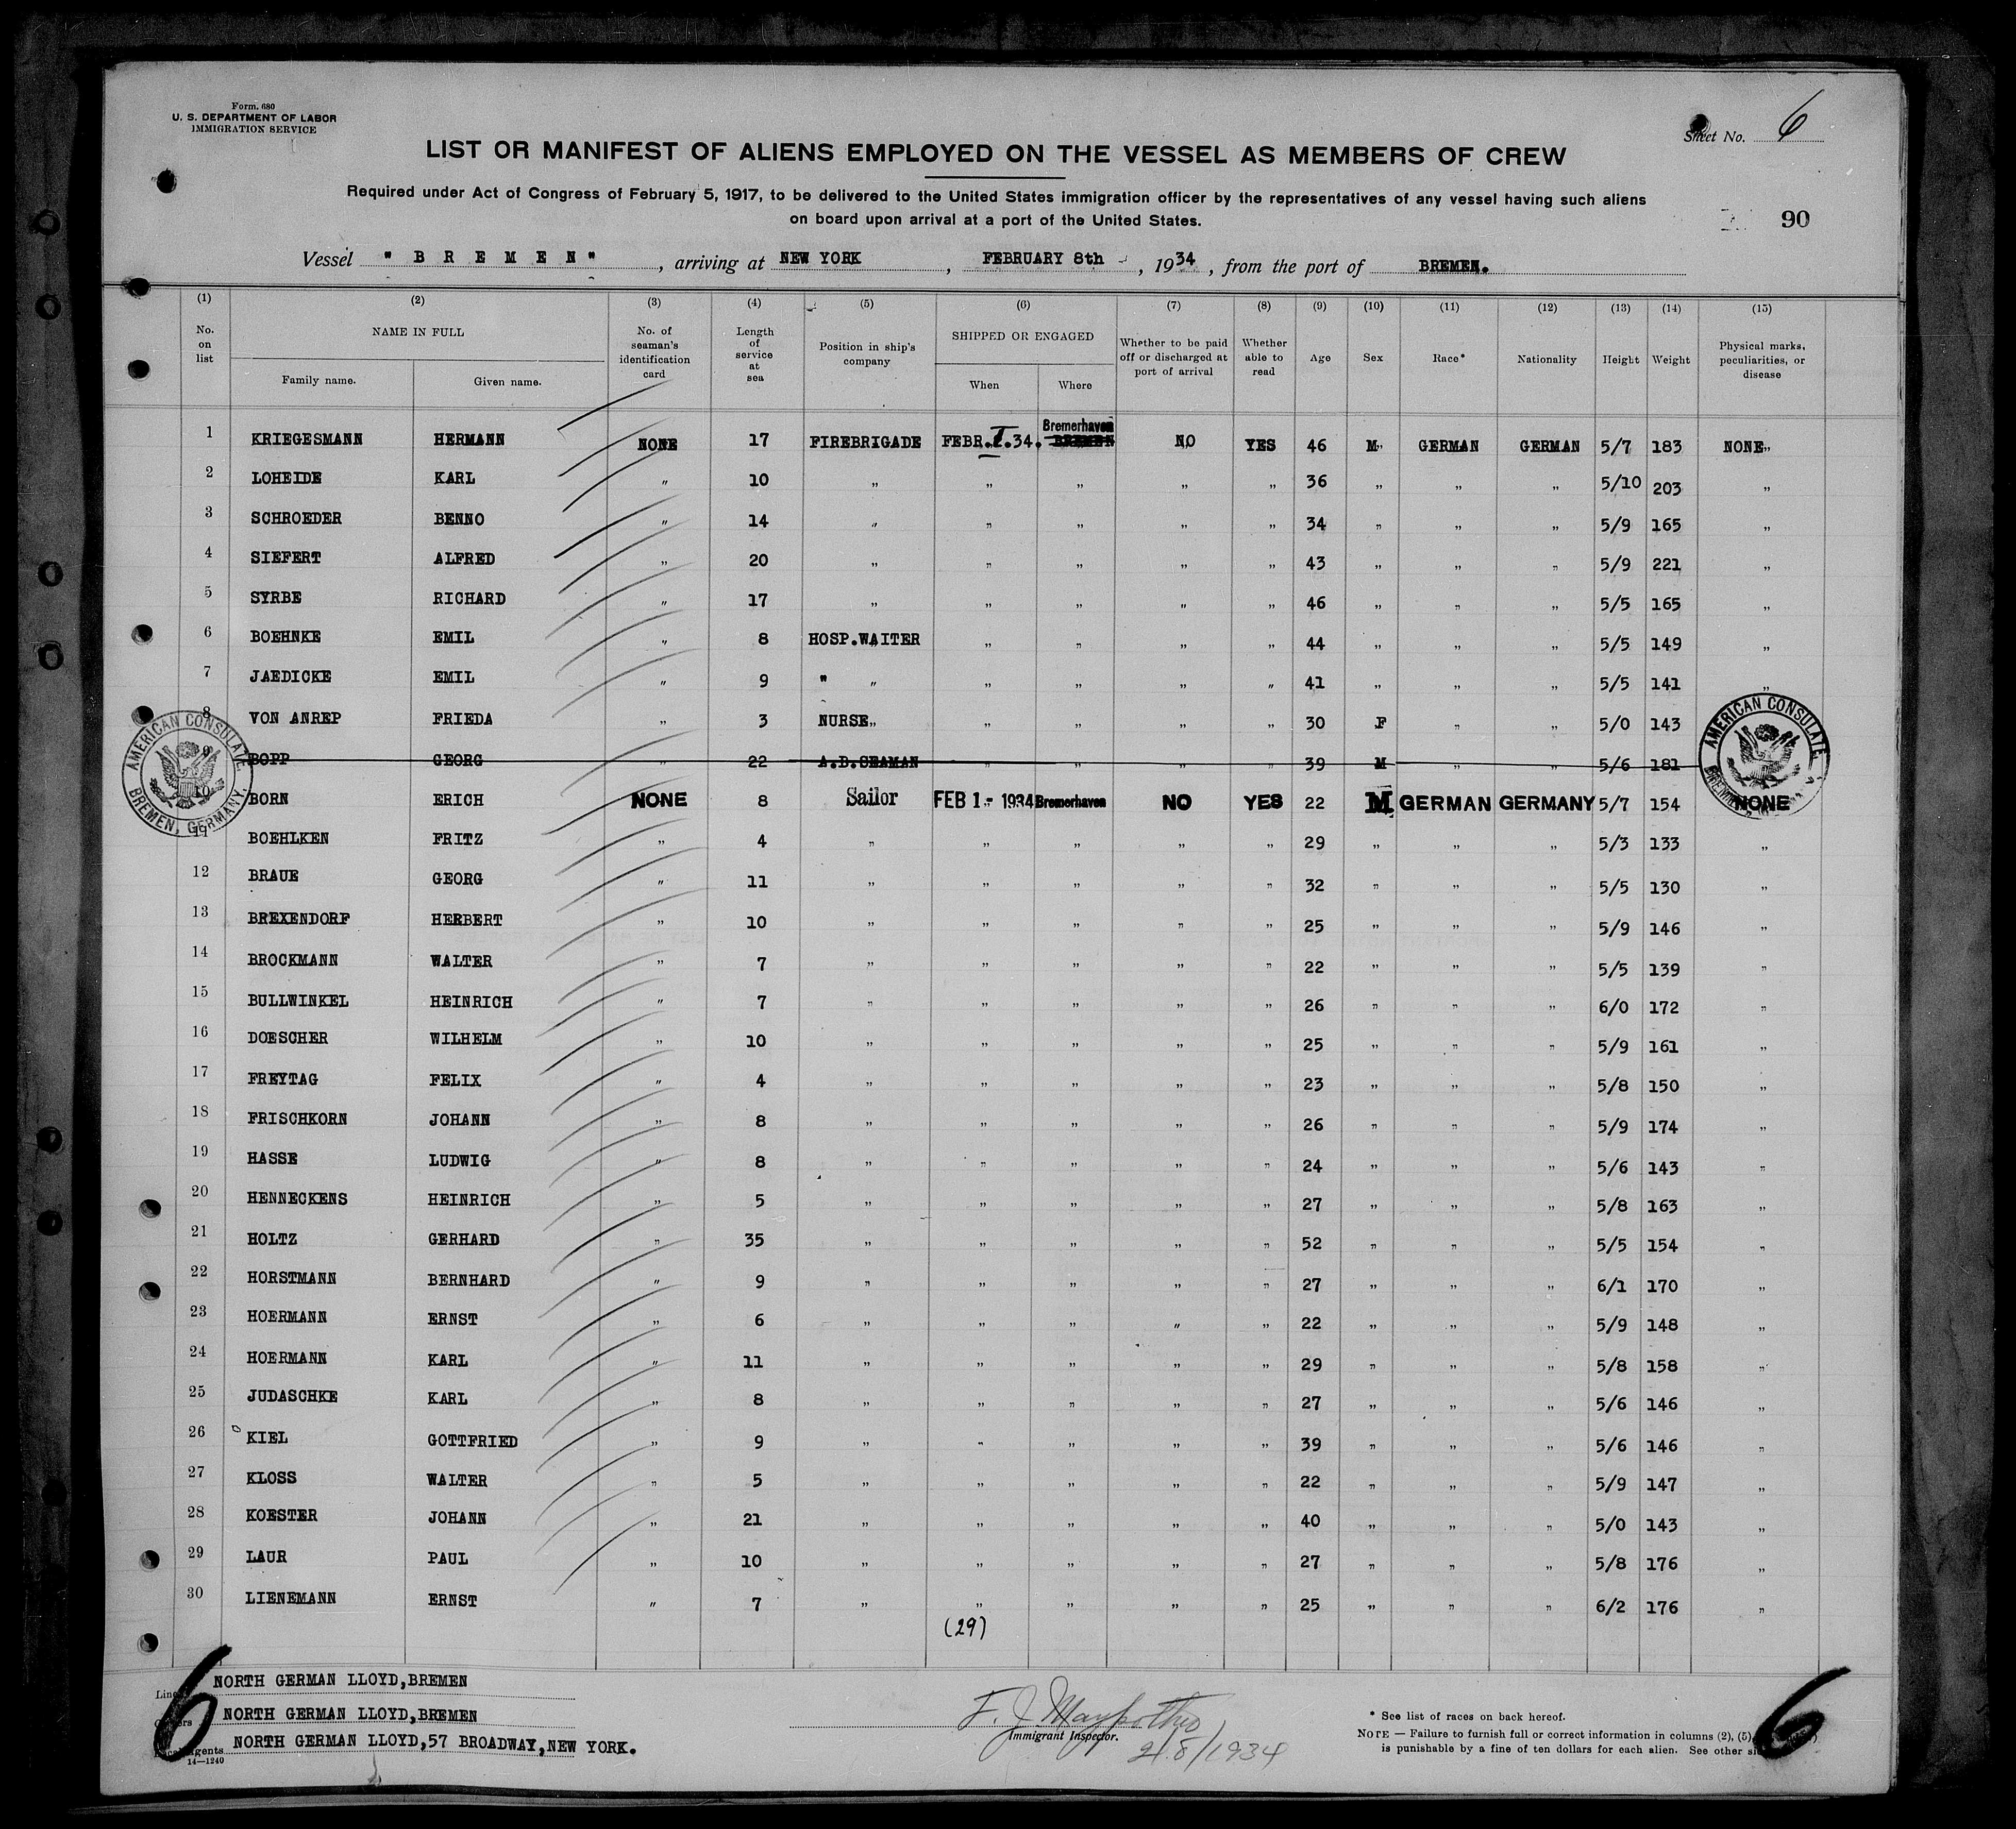 Form. 680
U. S. DEPARTMENT OF LABOR
IMMIGRATION SERVICE
Sheet No. 6
LIST OR MANIFEST OF ALIENS EMPLOYED ON THE VESSEL AS MEMBERS OF CREW
Required under Act of Congress of February 5, 1917, to be delivered to the United States immigration officer by the representatives of any vessel having such aliens
on board upon arrival at a port of the United States.
90
Vessel " B R E M E N ", arriving at NEW YORK, FEBRUARY 8th, 1934, from the port of BREMEN.
(1) (2) (3) (4) (5) (6) (7) (8) (9) (10) (11) (12) (13) (14) (15)
No. on list NAME IN FULL Family name. Given name. No. of seaman's identification card Length of service at sea Position in ship's company SHIPPED OR ENGAGED When Where Whether to be paid off or discharged at port of arrival Whether able to read Age Sex Race* Nationality Height Weight Physical marks, peculiarities, or disease
1 KRIEGESMANN HERMANN NONE 17 FIREBRIGADE FEBR.I.34. Bremerhaven BREMEN NO YES 46 M" GERMAN GERMAN 5/7 183 NONE"
2 LOHEIDE KARL " 10 " " " " " 36 " " " 5/10 203 "
3 SCHROEDER BENNO " 14 " " " " " 34 " " " 5/9 165 "
4 SIEFERT ALFRED " 20 " " " " " 43 " " " 5/9 221 "
5 SYRBE RICHARD " 17 " " " " " 46 " " " 5/5 165 "
6 BOEHNKE EMIL " 8 HOSP.WAITER " " " " 44 " " " 5/5 149 "
7 JAEDICKE EMIL " 9 " " " " " " 41 " " " 5/5 141 "
8 VON ANREP FRIEDA " 3 NURSE" " " " " 30 F " " 5/0 143
9 BOPP GEORG " 22 A.B.SEAMAN " " " " 39 M " " 5/6 181
10 BORN ERICH NONE 8 Sailor FEB 1 - 1934 Bremerhaven NO YES 22 M GERMAN GERMANY 5/7 154 NONE
11 BOEHLKEN FRITZ " 4 " " " " " 29 " " " 5/3 133 "
12 BRAUE GEORG " 11 " " " " " 32 " " " 5/5 130 "
13 BREXENDORF HERBERT " 10 " " " " " 25 " " " 5/9 146 "
14 BROCKMANN WALTER " 7 " " " " " 22 " " " 5/5 139 "
15 BULLWINKEL HEINRICH " 7 " " " " " 26 " " " 6/0 172 "
16 DOESCHER WILHELM " 10 " " " " " 25 " " " 5/9 161 "
17 FREYTAG FELIX " 4 " " " " " 23 " " " 5/8 150 "
18 FRISCHKORN JOHANN " 8 " " " " " 26 " " " 5/9 174 "
19 HASSE LUDWIG " 8 " " " " " 24 " " " 5/6 143 "
20 HENNECKENS HEINRICH " 5 " " " " " 27 " " " 5/8 163 "
21 HOLTZ GERHARD " 35 " " " " " 52 " " " 5/5 154 "
22 HORSTMANN BERNHARD " 9 " " " " " 27 " " " 6/1 170 "
23 HOERMANN ERNST " 6 " " " " " 22 " " " 5/9 148 "
24 HOERMANN KARL " 11 " " " " " 29 " " " 5/8 158 "
25 JUDASCHKE KARL " 8 " " " " " 27 " " " 5/6 146 "
26 KIEL GOTTFRIED " 9 " " " " " 39 " " " 5/6 146 "
27 KLOSS WALTER " 5 " " " " " 22 " " " 5/9 147 "
28 KOESTER JOHANN " 21 " " " " " 40 " " " 5/0 143 "
29 LAUR PAUL " 10 " " " " " 27 " " " 5/8 176 "
30 LIENEMANN ERNST " 7 " " " " " 25 " " " 6/2 176 "
(29)
AMERICAN CONSULATE, BREMEN, GERMANY.
AMERICAN CONSULATE
6
Line NORTH GERMAN LLOYD,BREMEN
NORTH GERMAN LLOYD,BREMEN
Agents NORTH GERMAN LLOYD,57 BROADWAY,NEW YORK.
14—1240
F. J.
Immigrant Inspector.
2/8/1934
* See list of races on back hereof.
NOTE — Failure to furnish full or correct information in columns (2), (5),
is punishable by a fine of ten dollars for each alien. See other
6